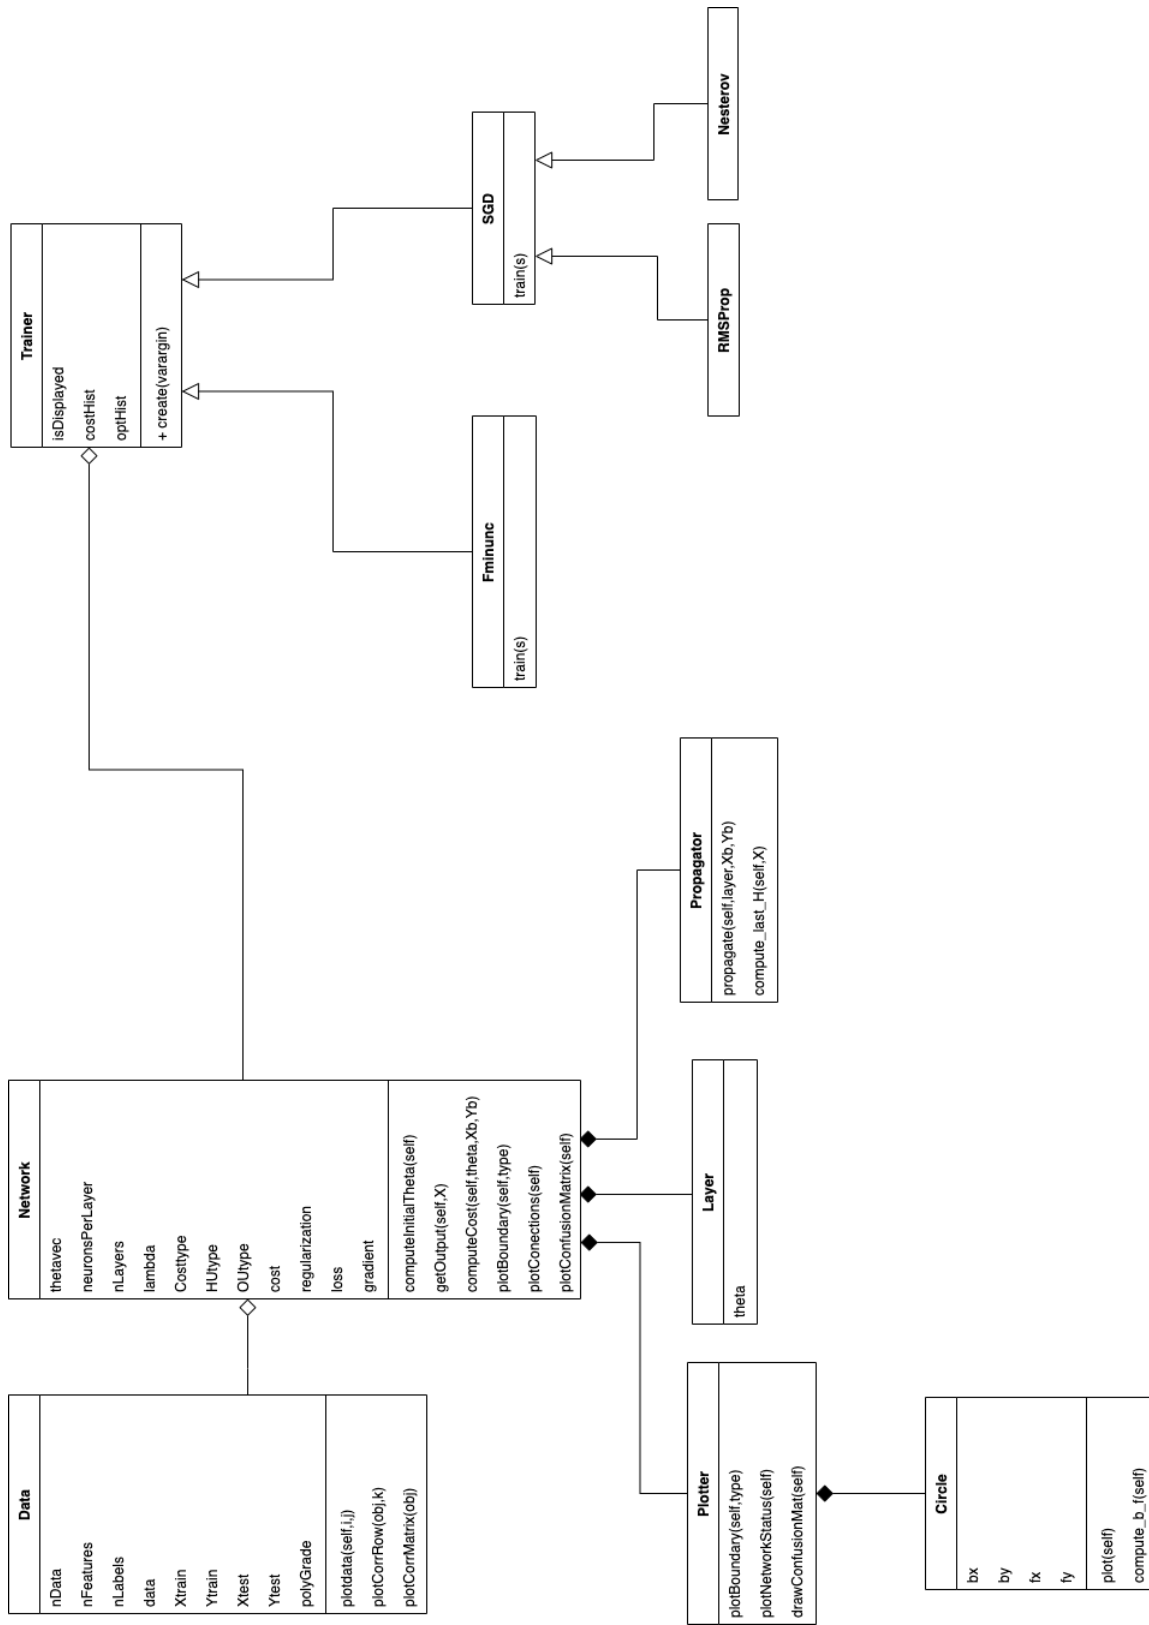 Data
nData
nFeatures
nLabels
data
Xtrain
Ytrain
Xtest
Ytest
polyGrade
plotdata(self,i,j)
plotCorrRow(obj,k)
plotCorrMatrix(obj)
Network
thetavec
neuronsPerLayer
nLayers
lambda
Costtype
HUtype
OUtype
cost
regularization
loss
gradient
computeInitialTheta(self)
getOutput(self,X)
computeCost(self,theta,Xb,Yb)
plotBoundary(self,type)
plotConections(self)
plotConfusionMatrix(self)
Trainer
isDisplayed
costHist
optHist
+ create(varargin)
Fminunc
train(s)
SGD
train(s)
RMSProp
Nesterov
Plotter
plotBoundary(self,type)
plotNetworkStatus(self)
drawConfusionMat(self)
Layer
theta
Propagator
propagate(self,layer,Xb,Yb)
compute_last_H(self,X)
Circle
bx
by
fx
fy
plot(self)
compute_b_f(self)